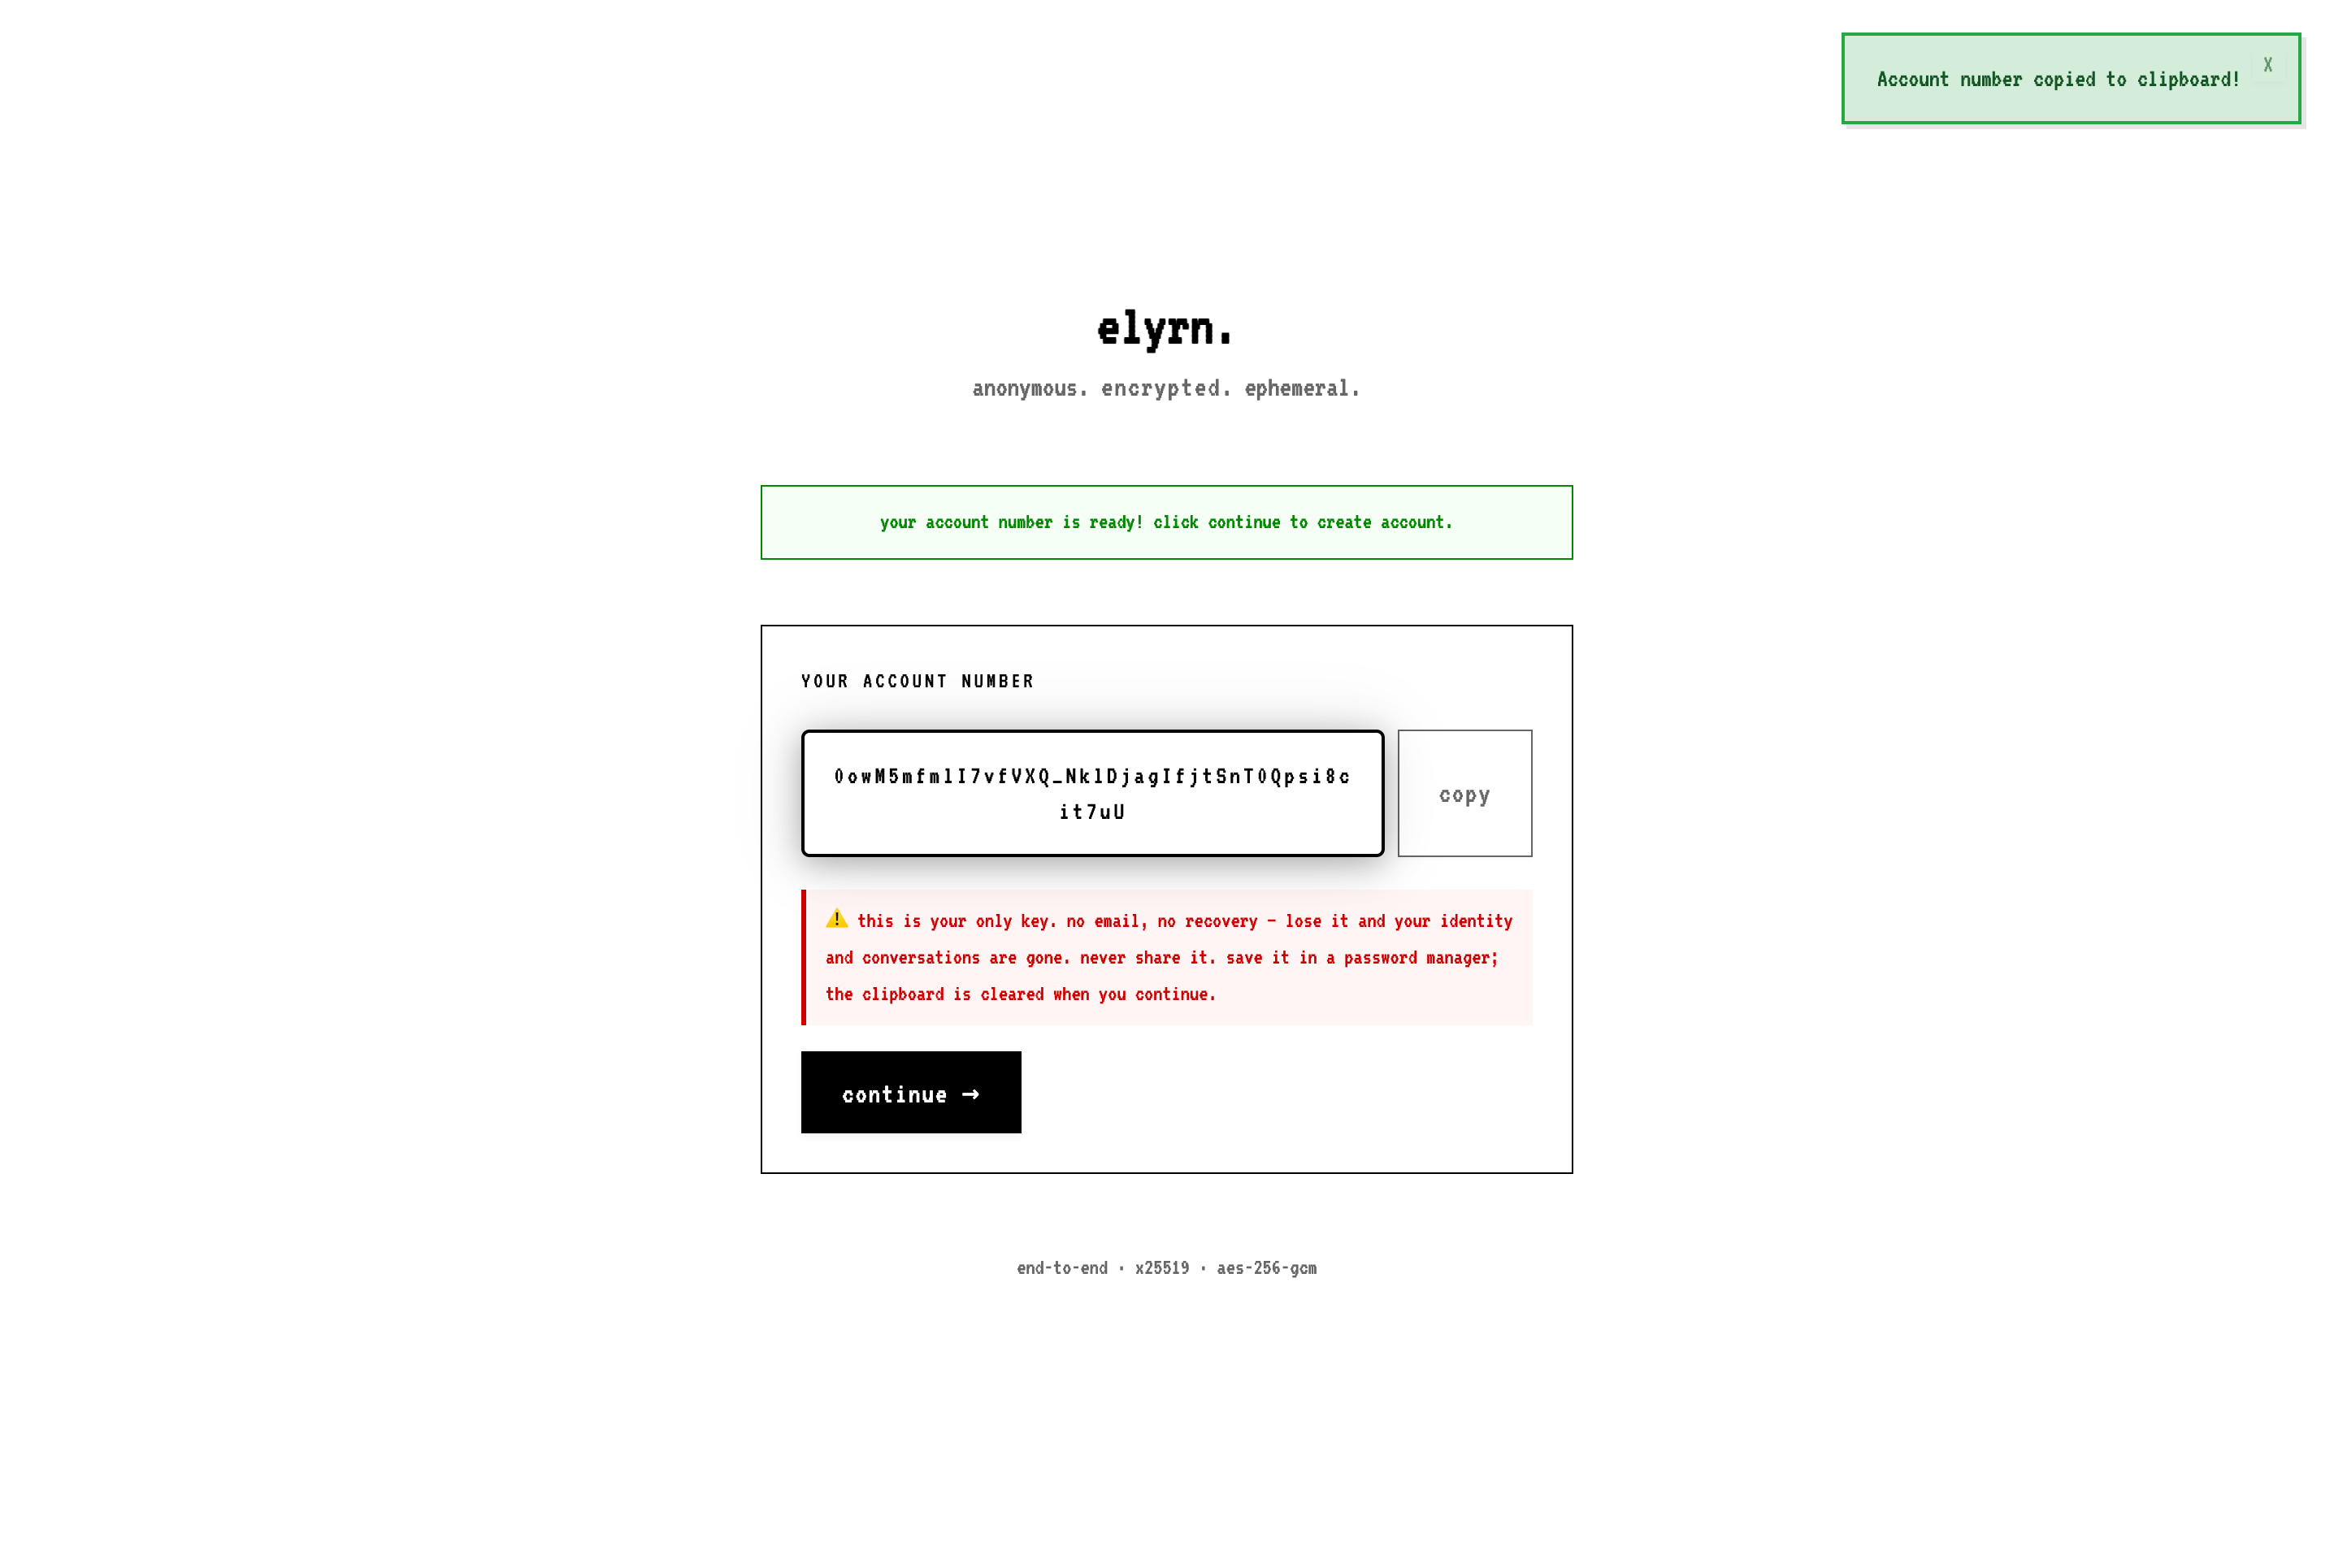 Account number copied to clipboard!
X
elyrn.
anonymous. encrypted. ephemeral.
your account number is ready! click continue to create account.
YOUR ACCOUNT NUMBER
0owM5mfmlI7vfVXQ_NklDjagIfjtSnT0Qpsi8c
it7uU
copy
⚠️ this is your only key. no email, no recovery – lose it and your identity
and conversations are gone. never share it. save it in a password manager;
the clipboard is cleared when you continue.
continue →
end-to-end · x25519 · aes-256-gcm